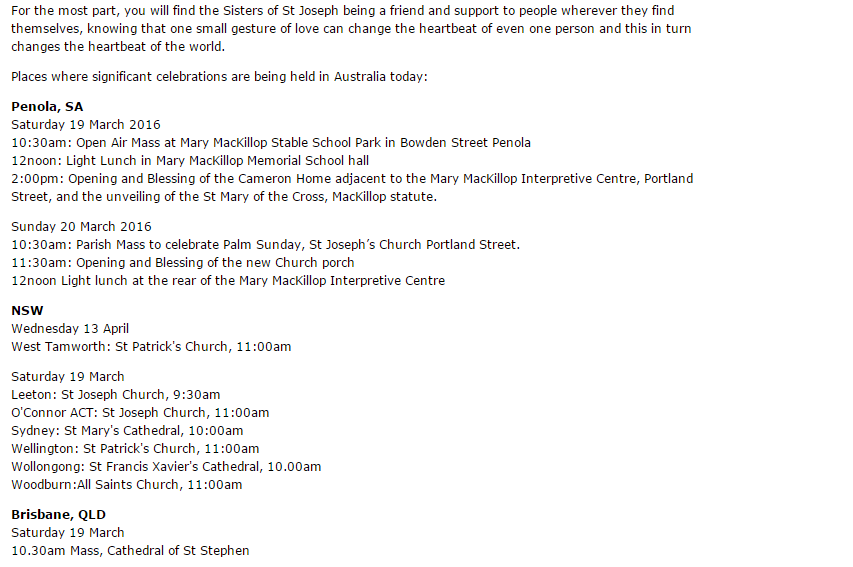 For the most part, you will find the Sisters of St Joseph being a friend and support to people wherever they find
themselves, knowing that one small gesture of love can change the heartbeat of even one person and this in turn
changes the heartbeat of the world.
Places where significant celebrations are being held in Australia today:
Penola, SA
Saturday 19 March 2016
10:30am: Open Air Mass at Mary MacKillop Stable School Park in Bowden Street Penola
12noon: Light Lunch in Mary MacKillop Memorial School hall
2:00pm: Opening and Blessing of the Cameron Home adjacent to the Mary MacKillop Interpretive Centre, Portland
Street, and the unveiling of the St Mary of the Cross, MacKillop statute.
Sunday 20 March 2016
10:30am: Parish Mass to celebrate Palm Sunday, St Joseph’s Church Portland Street.
11:30am: Opening and Blessing of the new Church porch
12noon Light lunch at the rear of the Mary MacKillop Interpretive Centre
NSW
Wednesday 13 April
West Tamworth: St Patrick's Church, 11:00am
Saturday 19 March
Leeton: St Joseph Church, 9:30am
O'Connor ACT: St Joseph Church, 11:00am
Sydney: St Mary's Cathedral, 10:00am
Wellington: St Patrick's Church, 11:00am
Wollongong: St Francis Xavier's Cathedral, 10.00am
Woodburn:All Saints Church, 11:00am
Brisbane, QLD
Saturday 19 March
10.30am Mass, Cathedral of St Stephen